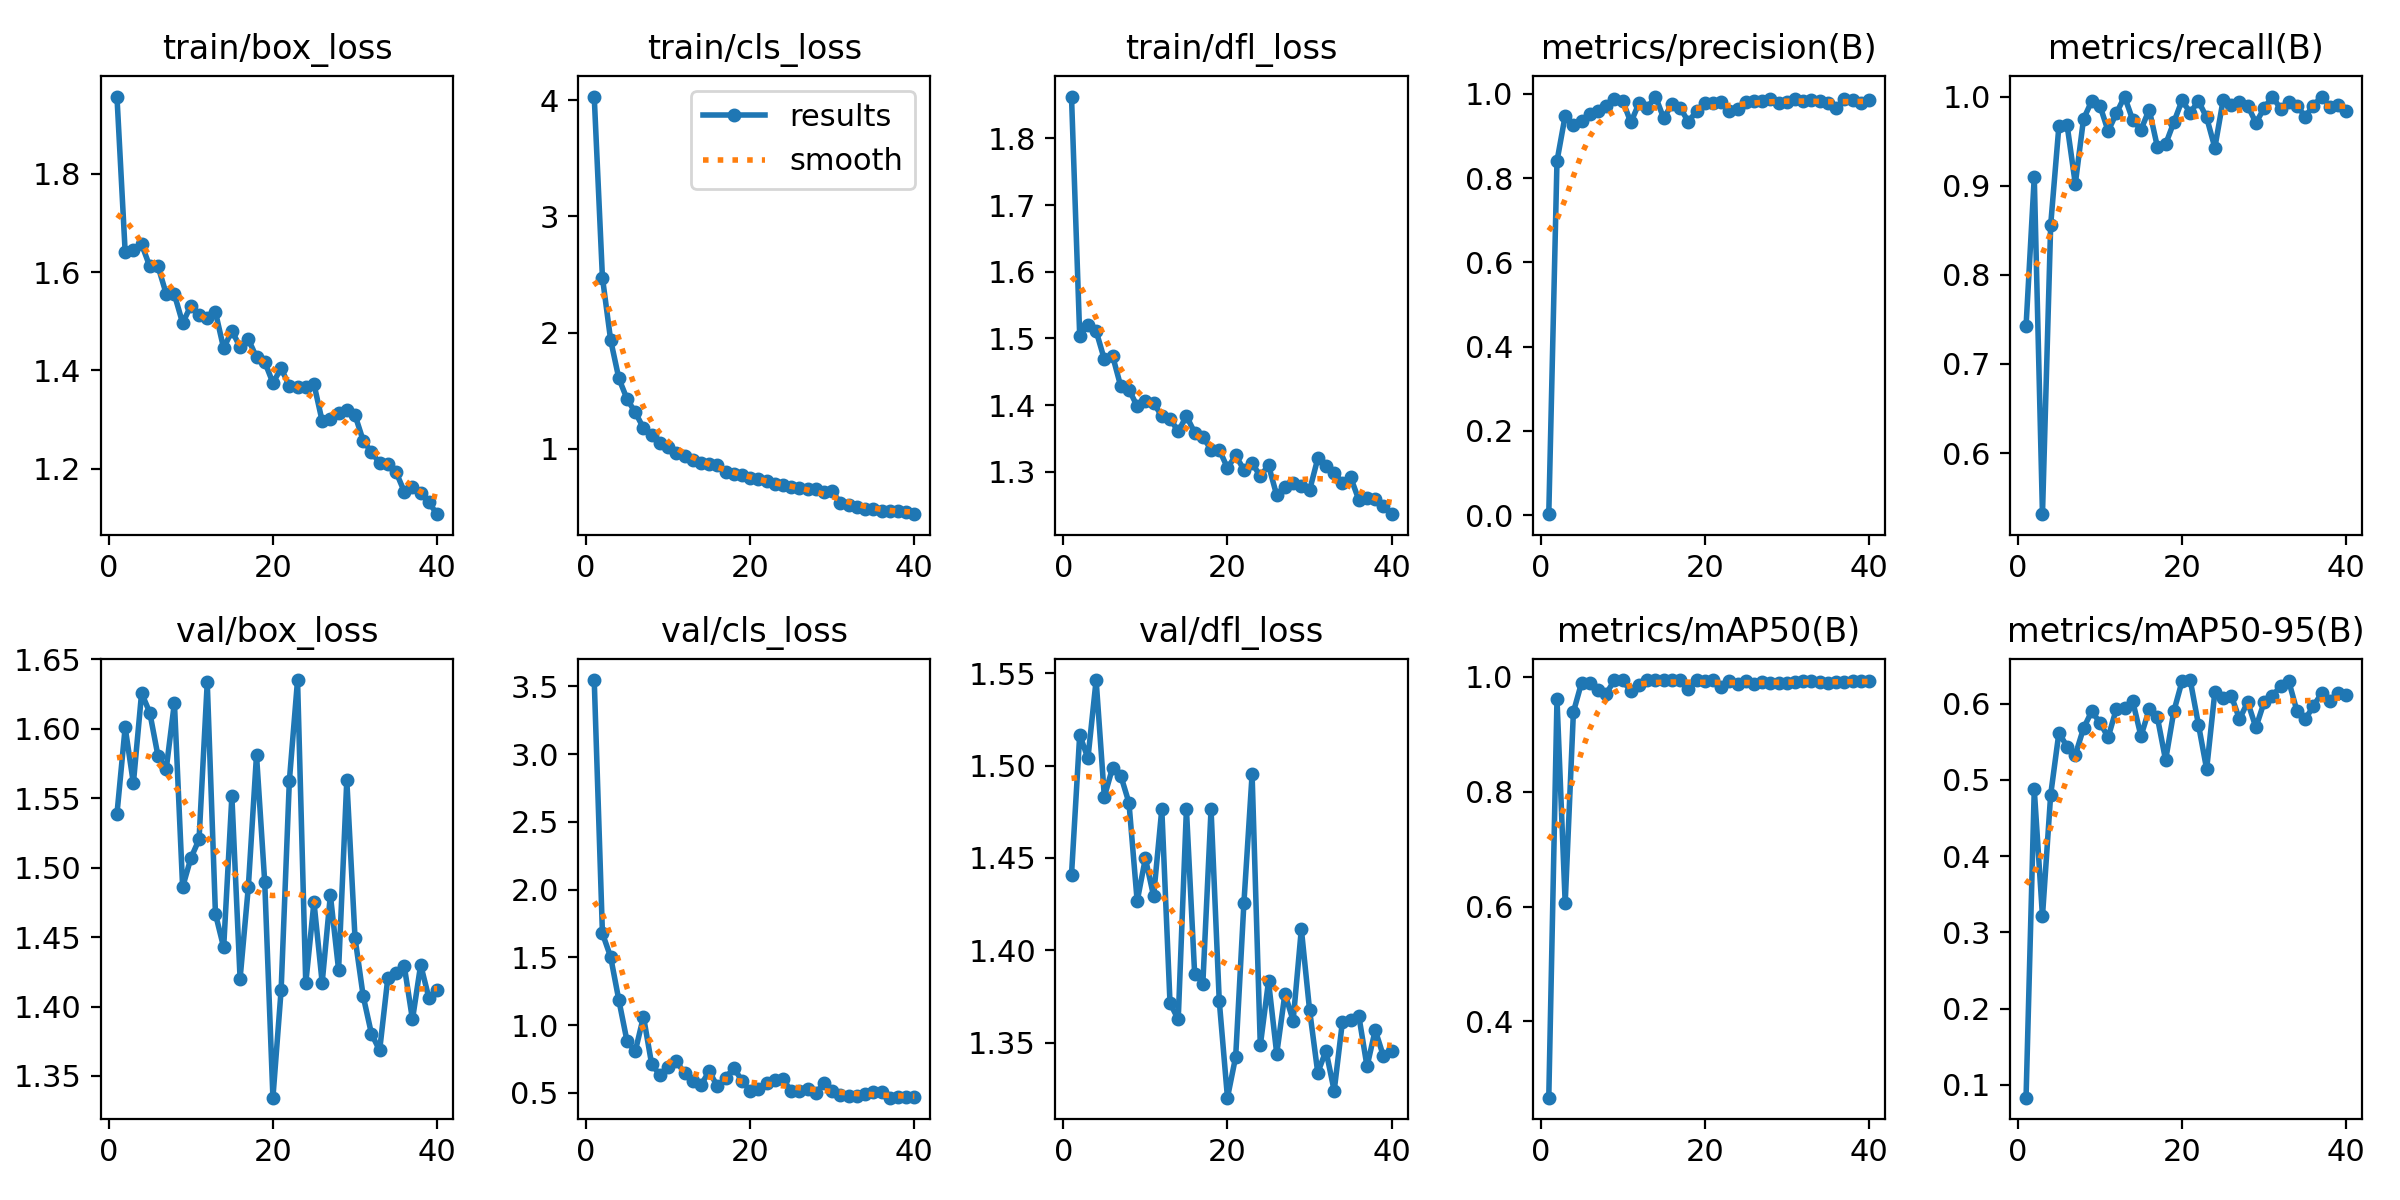 train/box_loss
1.8
1.6
1.4
1.2
0 20 40
train/cls_loss
results
smooth
4
3
2
1
0 20 40
train/dfl_loss
1.8
1.7
1.6
1.5
1.4
1.3
0 20 40
metrics/precision(B)
1.0
0.8
0.6
0.4
0.2
0.0
0 20 40
metrics/recall(B)
1.0
0.9
0.8
0.7
0.6
0 20 40
val/box_loss
1.65
1.60
1.55
1.50
1.45
1.40
1.35
0 20 40
val/cls_loss
3.5
3.0
2.5
2.0
1.5
1.0
0.5
0 20 40
val/dfl_loss
1.55
1.50
1.45
1.40
1.35
0 20 40
metrics/mAP50(B)
1.0
0.8
0.6
0.4
0 20 40
metrics/mAP50-95(B)
0.6
0.5
0.4
0.3
0.2
0.1
0 20 40